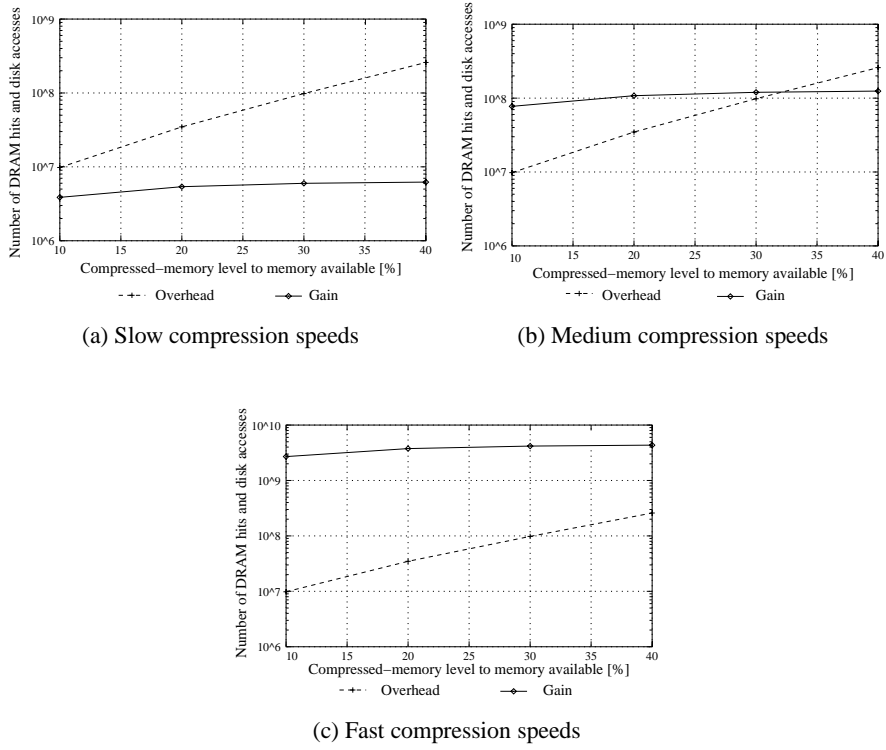 Number of DRAM hits and disk accesses
10^9
10^8
10^7
10^6
10 15 20 25 30 35 40
Compressed−memory level to memory available [%]
Overhead Gain
(a) Slow compression speeds
Number of DRAM hits and disk accesses
10^9
10^8
10^7
10^6
10 15 20 25 30 35 40
Compressed−memory level to memory available [%]
Overhead Gain
(b) Medium compression speeds
Number of DRAM hits and disk accesses
10^10
10^9
10^8
10^7
10^6
10 15 20 25 30 35 40
Compressed−memory level to memory available [%]
Overhead Gain
(c) Fast compression speeds